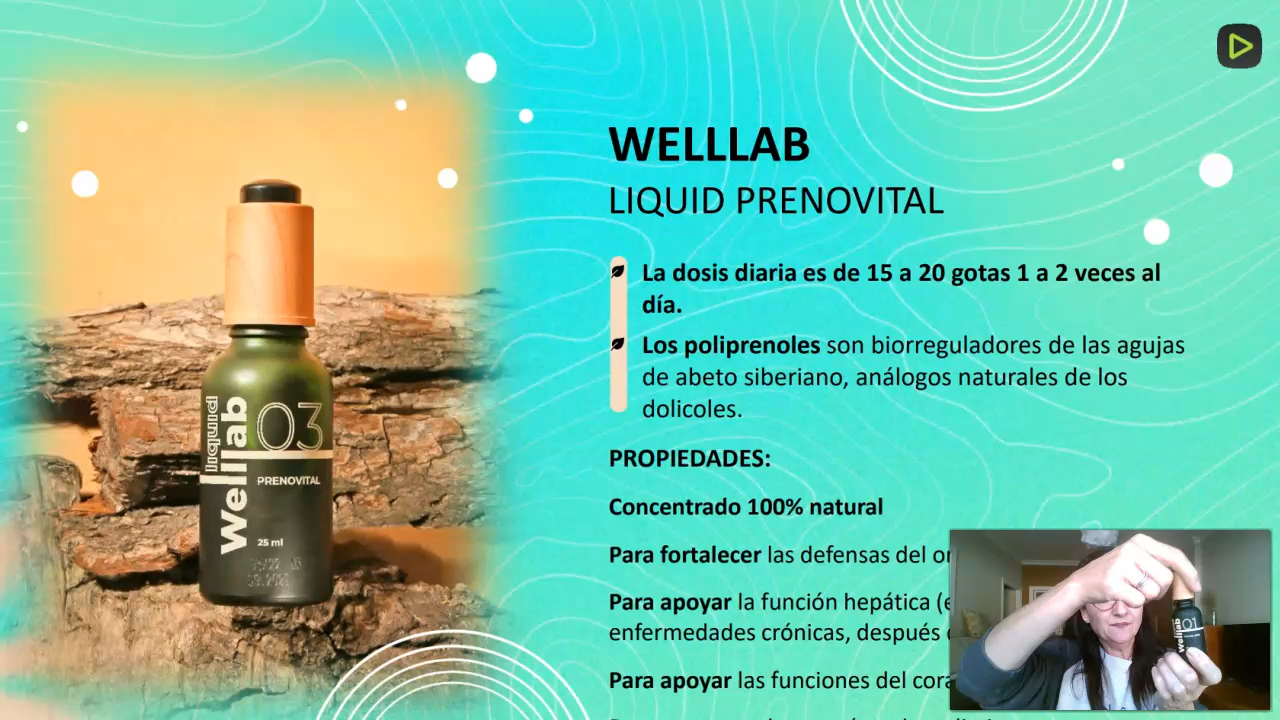 WELLLAB
LIQUID PRENOVITAL
La dosis diaria es de 15 a 20 gotas 1 a 2 veces al
día.
Los poliprenoles son biorreguladores de las agujas
de abeto siberiano, análogos naturales de los
dolicoles.
PROPIEDADES:
Concentrado 100% natural
Para fortalecer las defensas del
Para apoyar la función hepática
enfermedades crónicas, después
Para apoyar las funciones del
liquid
Welllab
03
PRENOVITAL
25 ml
Welllab
01